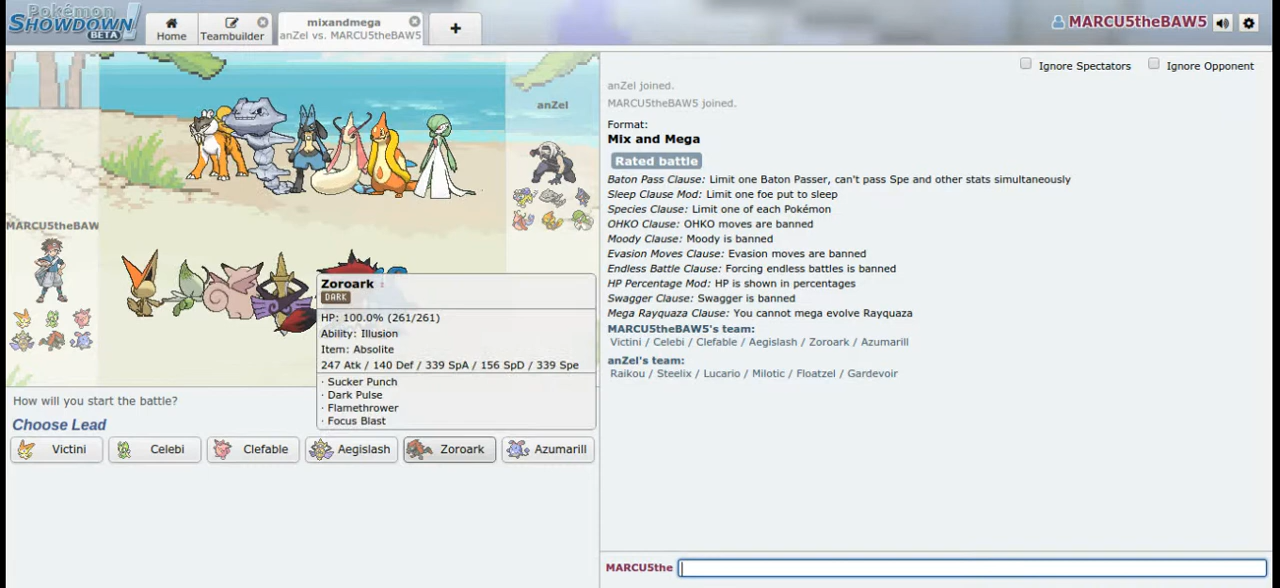 Pokémon
SHOWDOWN!
BETA
Home
Teambuilder
mixandmega
anZel vs. MARCU5theBAW5
+
MARCU5theBAW5
Ignore Spectators
Ignore Opponent
anZel
MARCU5theBAW
Zoroark
DARK
HP: 100.0% (261/261)
Ability: Illusion
Item: Absolite
247 Atk / 140 Def / 339 SpA / 156 SpD / 339 Spe
· Sucker Punch
· Dark Pulse
· Flamethrower
· Focus Blast
How will you start the battle?
Choose Lead
Victini
Celebi
Clefable
Aegislash
Zoroark
Azumarill
anZel joined.
MARCU5theBAW5 joined.
Format:
Mix and Mega
Rated battle
Baton Pass Clause: Limit one Baton Passer, can't pass Spe and other stats simultaneously
Sleep Clause Mod: Limit one foe put to sleep
Species Clause: Limit one of each Pokémon
OHKO Clause: OHKO moves are banned
Moody Clause: Moody is banned
Evasion Moves Clause: Evasion moves are banned
Endless Battle Clause: Forcing endless battles is banned
HP Percentage Mod: HP is shown in percentages
Swagger Clause: Swagger is banned
Mega Rayquaza Clause: You cannot mega evolve Rayquaza
MARCU5theBAW5's team:
Victini / Celebi / Clefable / Aegislash / Zoroark / Azumarill
anZel's team:
Raikou / Steelix / Lucario / Milotic / Floatzel / Gardevoir
MARCU5the